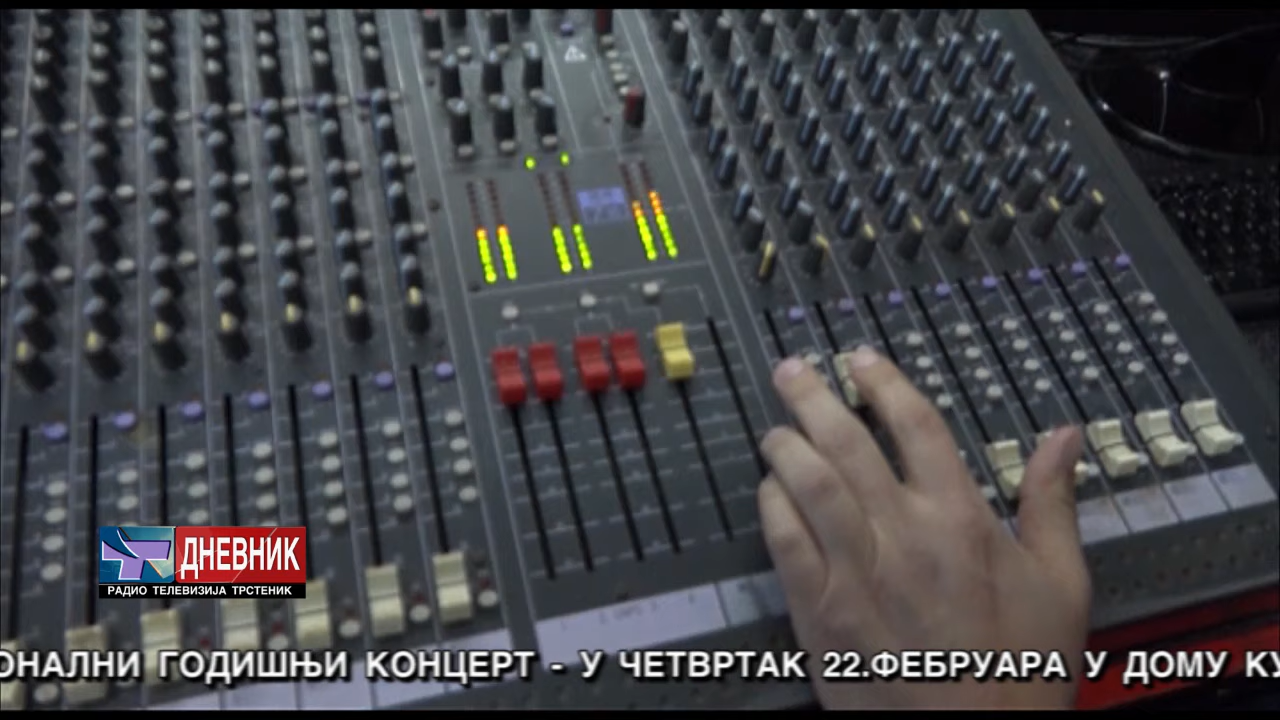 ДНЕВНИК
РАДИО ТЕЛЕВИЗИЈА ТРСТЕНИК
ОНАЛНИ ГОДИШЊИ КОНЦЕРТ - У ЧЕТВРТАК 22.ФЕБРУАРА У ДОМУ КУ